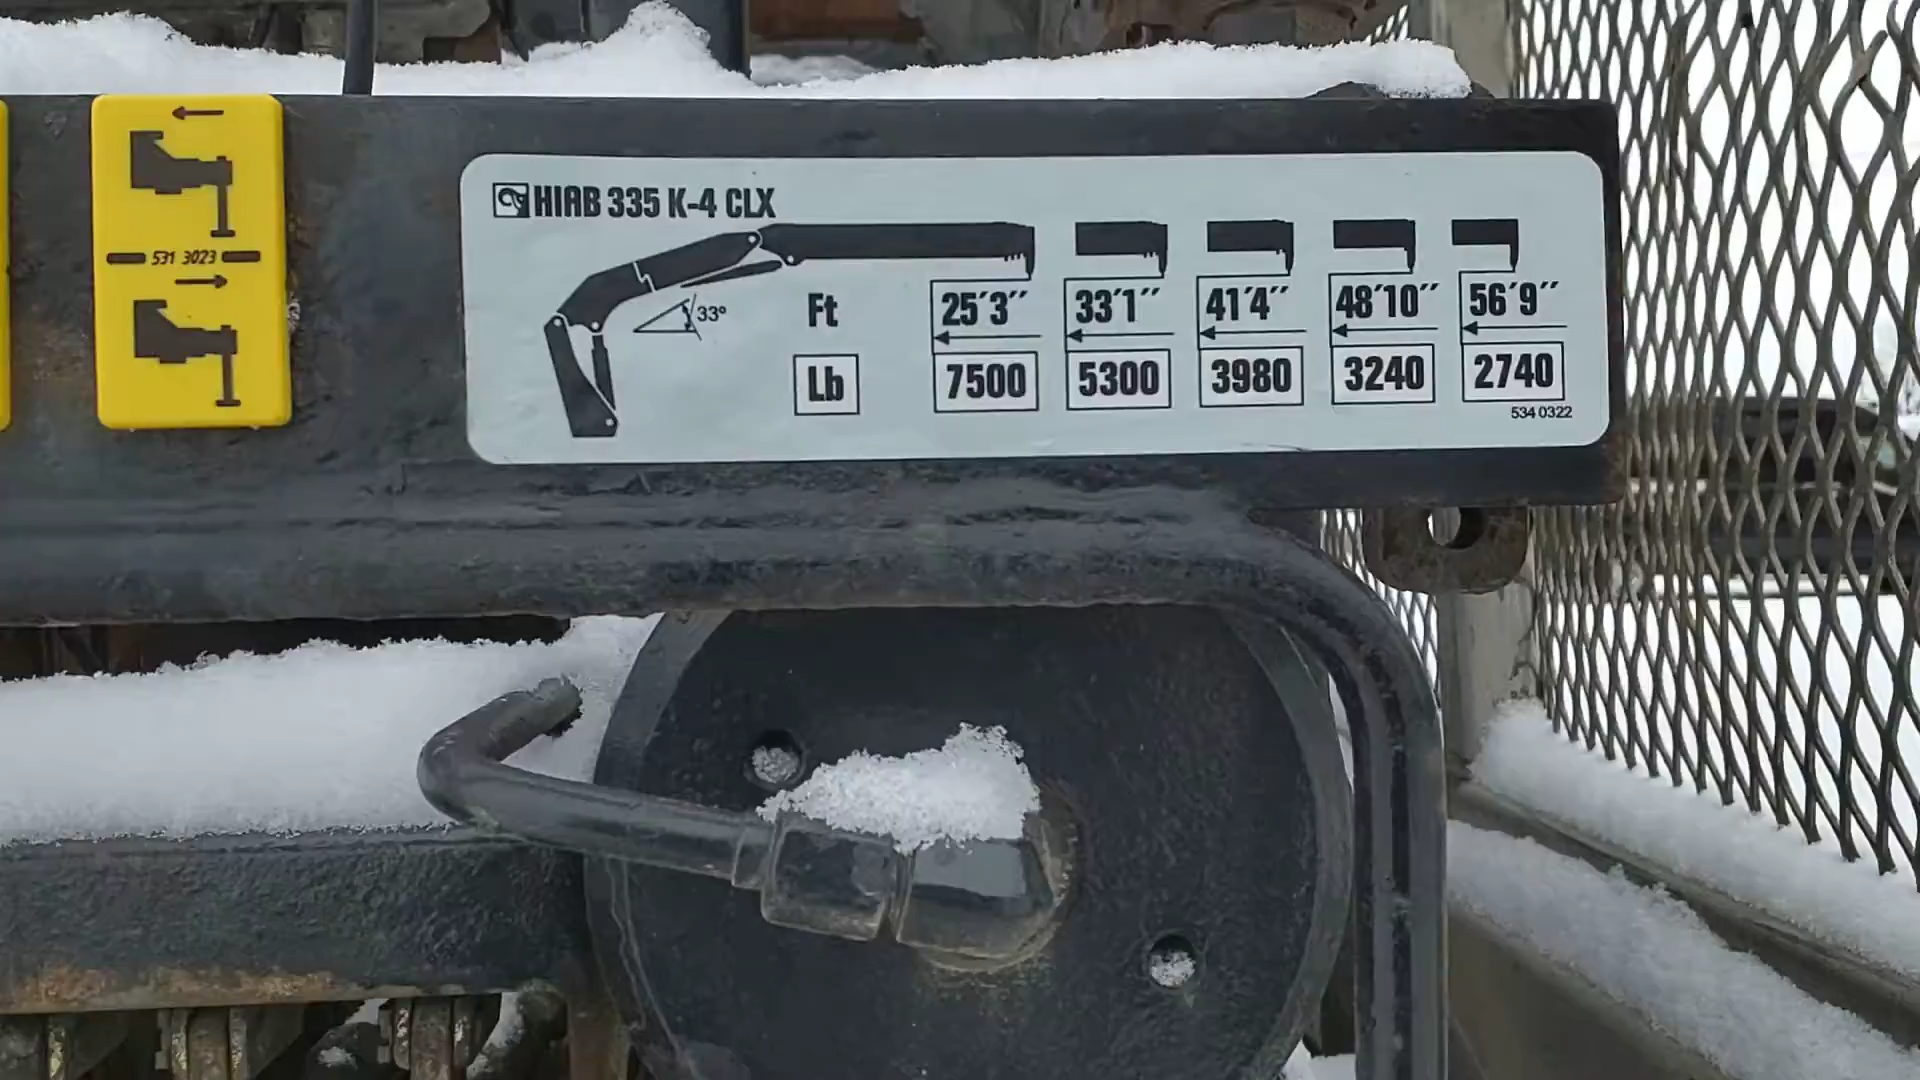 531 3023
HIAB 335 K-4 CLX
33°
Ft 25'3" 33'1" 41'4" 48'10" 56'9"
Lb 7500 5300 3980 3240 2740
534 0322